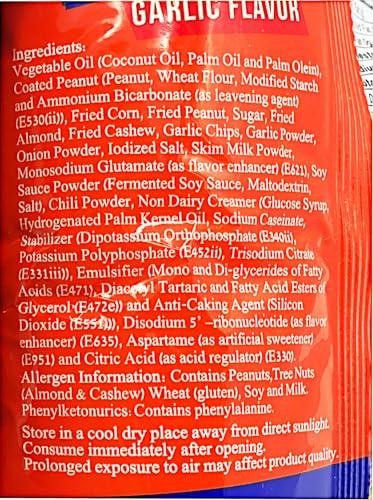 GARLIC FLAVOR
Ingredients:
Vegetable Oil (Coconut Oil, Palm Oil and Palm Olein),
Coated Peanut (Peanut, Wheat Flour, Modified Starch
and Ammonium Bicarbonate (as leavening agent)
(E530(ii)), Fried Corn, Fried Peanut, Sugar, Fried
Almond, Fried Cashew, Garlic Chips, Garlic Powder,
Onion Powder, Iodized Salt, Skim Milk Powder,
Monosodium Glutamate (as flavor enhancer) (E621), Soy
Sauce Powder (Fermented Soy Sauce, Maltodextrin,
Salt), Chili Powder, Non Dairy Creamer (Glucose Syrup,
Hydrogenated Palm Kernel Oil, Sodium Caseinate,
Stabilizer (Dipotassium Orthophosphate (E340ii),
Potassium Polyphosphate (E452ii), Trisodium Citrate
(E331iii)), Emulsifier (Mono and Di-glycerides of Fatty
Acids (E471), Diacetyl Tartaric and Fatty Acid Esters of
Glycerol (E472e)) and Anti-Caking Agent (Silicon
Dioxide (E551))), Disodium 5' –ribonucleotide (as flavor
enhancer) (E635), Aspartame (as artificial sweetener)
(E951) and Citric Acid (as acid regulator) (E330).
Allergen Information: Contains Peanuts,Tree Nuts
(Almond & Cashew) Wheat (gluten), Soy and Milk.
Phenylketonurics: Contains phenylalanine.
Store in a cool dry place away from direct sunlight.
Consume immediately after opening.
Prolonged exposure to air may affect product quality.